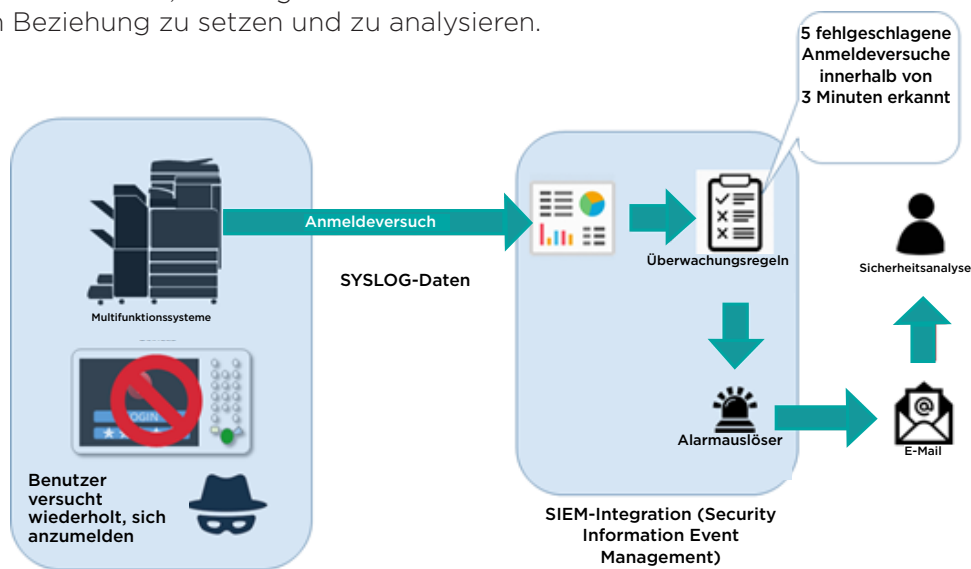 n Beziehung zu setzen und zu analysieren.
5 fehlgeschlagene
Anmeldeversuche
innerhalb von
3 Minuten erkannt
Anmeldeversuch
SYSLOG-Daten
Multifunktionssysteme
LOGIN
Benutzer
versucht
wiederholt, sich
anzumelden
Überwachungsregeln
Alarmauslöser
SIEM-Integration (Security
Information Event
Management)
Sicherheitsanalyse
@
E-Mail